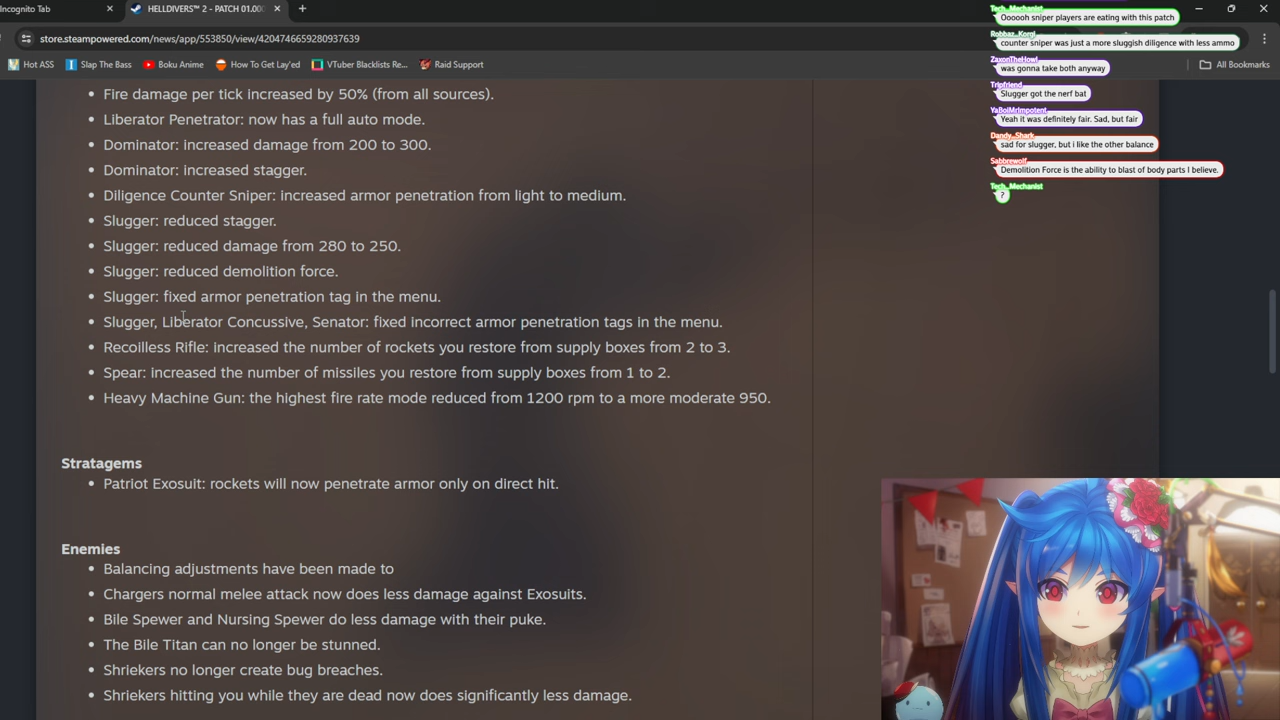 Incognito Tab
HELLDIVERS™ 2 - PATCH 01.00
store.steampowered.com/news/app/553850/view/4204746659280937639
Hot ASS
Slap The Bass
Boku Anime
How To Get Lay'ed
VTuber Blacklists Re...
Raid Support
All Bookmarks
Fire damage per tick increased by 50% (from all sources).
Liberator Penetrator: now has a full auto mode.
Dominator: increased damage from 200 to 300.
Dominator: increased stagger.
Diligence Counter Sniper: increased armor penetration from light to medium.
Slugger: reduced stagger.
Slugger: reduced damage from 280 to 250.
Slugger: reduced demolition force.
Slugger: fixed armor penetration tag in the menu.
Slugger, Liberator Concussive, Senator: fixed incorrect armor penetration tags in the menu.
Recoilless Rifle: increased the number of rockets you restore from supply boxes from 2 to 3.
Spear: increased the number of missiles you restore from supply boxes from 1 to 2.
Heavy Machine Gun: the highest fire rate mode reduced from 1200 rpm to a more moderate 950.
Stratagems
Patriot Exosuit: rockets will now penetrate armor only on direct hit.
Enemies
Balancing adjustments have been made to
Chargers normal melee attack now does less damage against Exosuits.
Bile Spewer and Nursing Spewer do less damage with their puke.
The Bile Titan can no longer be stunned.
Shriekers no longer create bug breaches.
Shriekers hitting you while they are dead now does significantly less damage.
Tech_Mechanist
Oooooh sniper players are eating with this patch
Robbaz_Korgi
counter sniper was just a more sluggish diligence with less ammo
ZaxonTheHowl
was gonna take both anyway
Tripfriend
Slugger got the nerf bat
YaBoiMrImpotent
Yeah it was definitely fair. Sad, but fair
Dandy_Shark
sad for slugger, but i like the other balance
Sabbrewolf
Demolition Force is the ability to blast of body parts I believe.
Tech_Mechanist
?